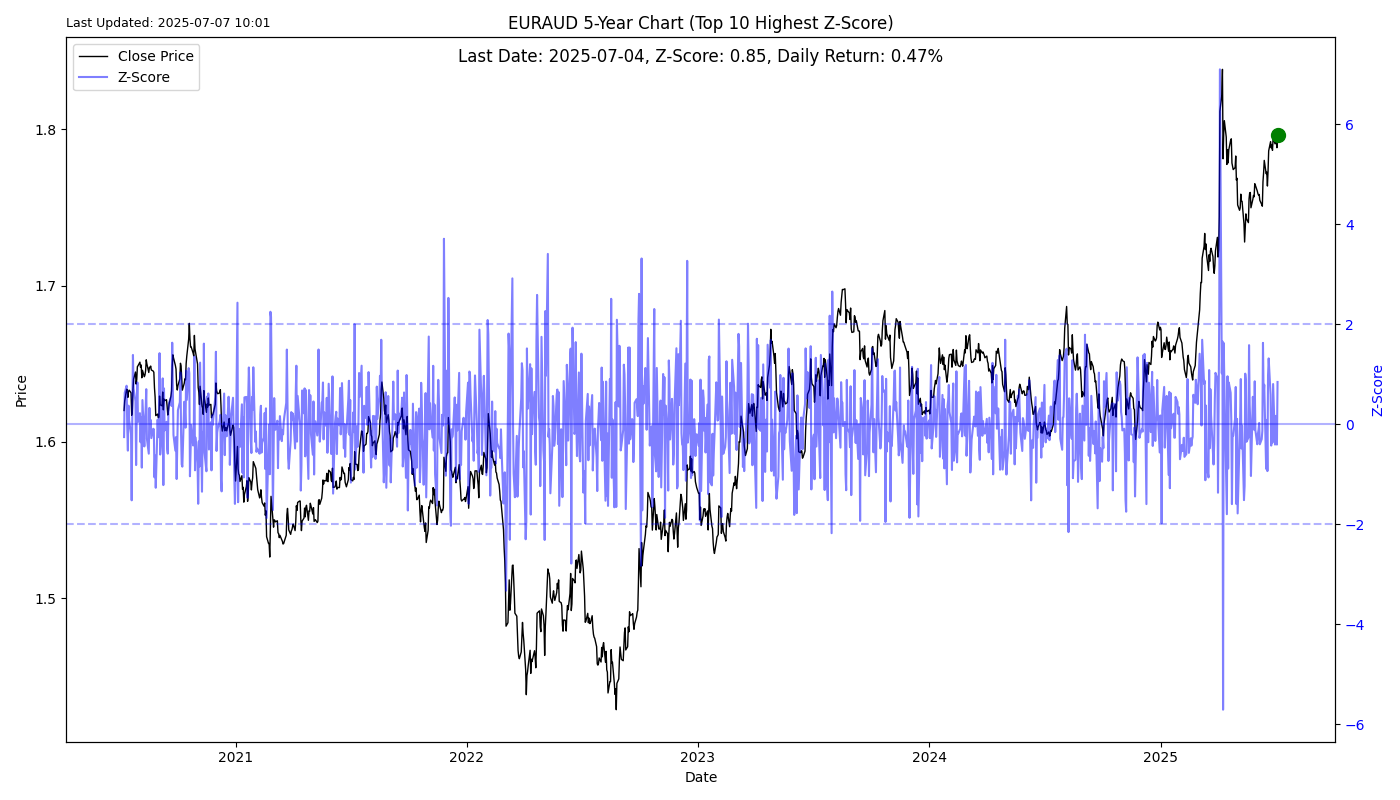 Last Updated: 2025-07-07 10:01
EURAUD 5-Year Chart (Top 10 Highest Z-Score)
Last Date: 2025-07-04, Z-Score: 0.85, Daily Return: 0.47%
Close Price
Z-Score
Price
1.8
1.7
1.6
1.5
6
4
2
0
−2
−4
−6
Z-Score
2021
2022
2023
2024
2025
Date